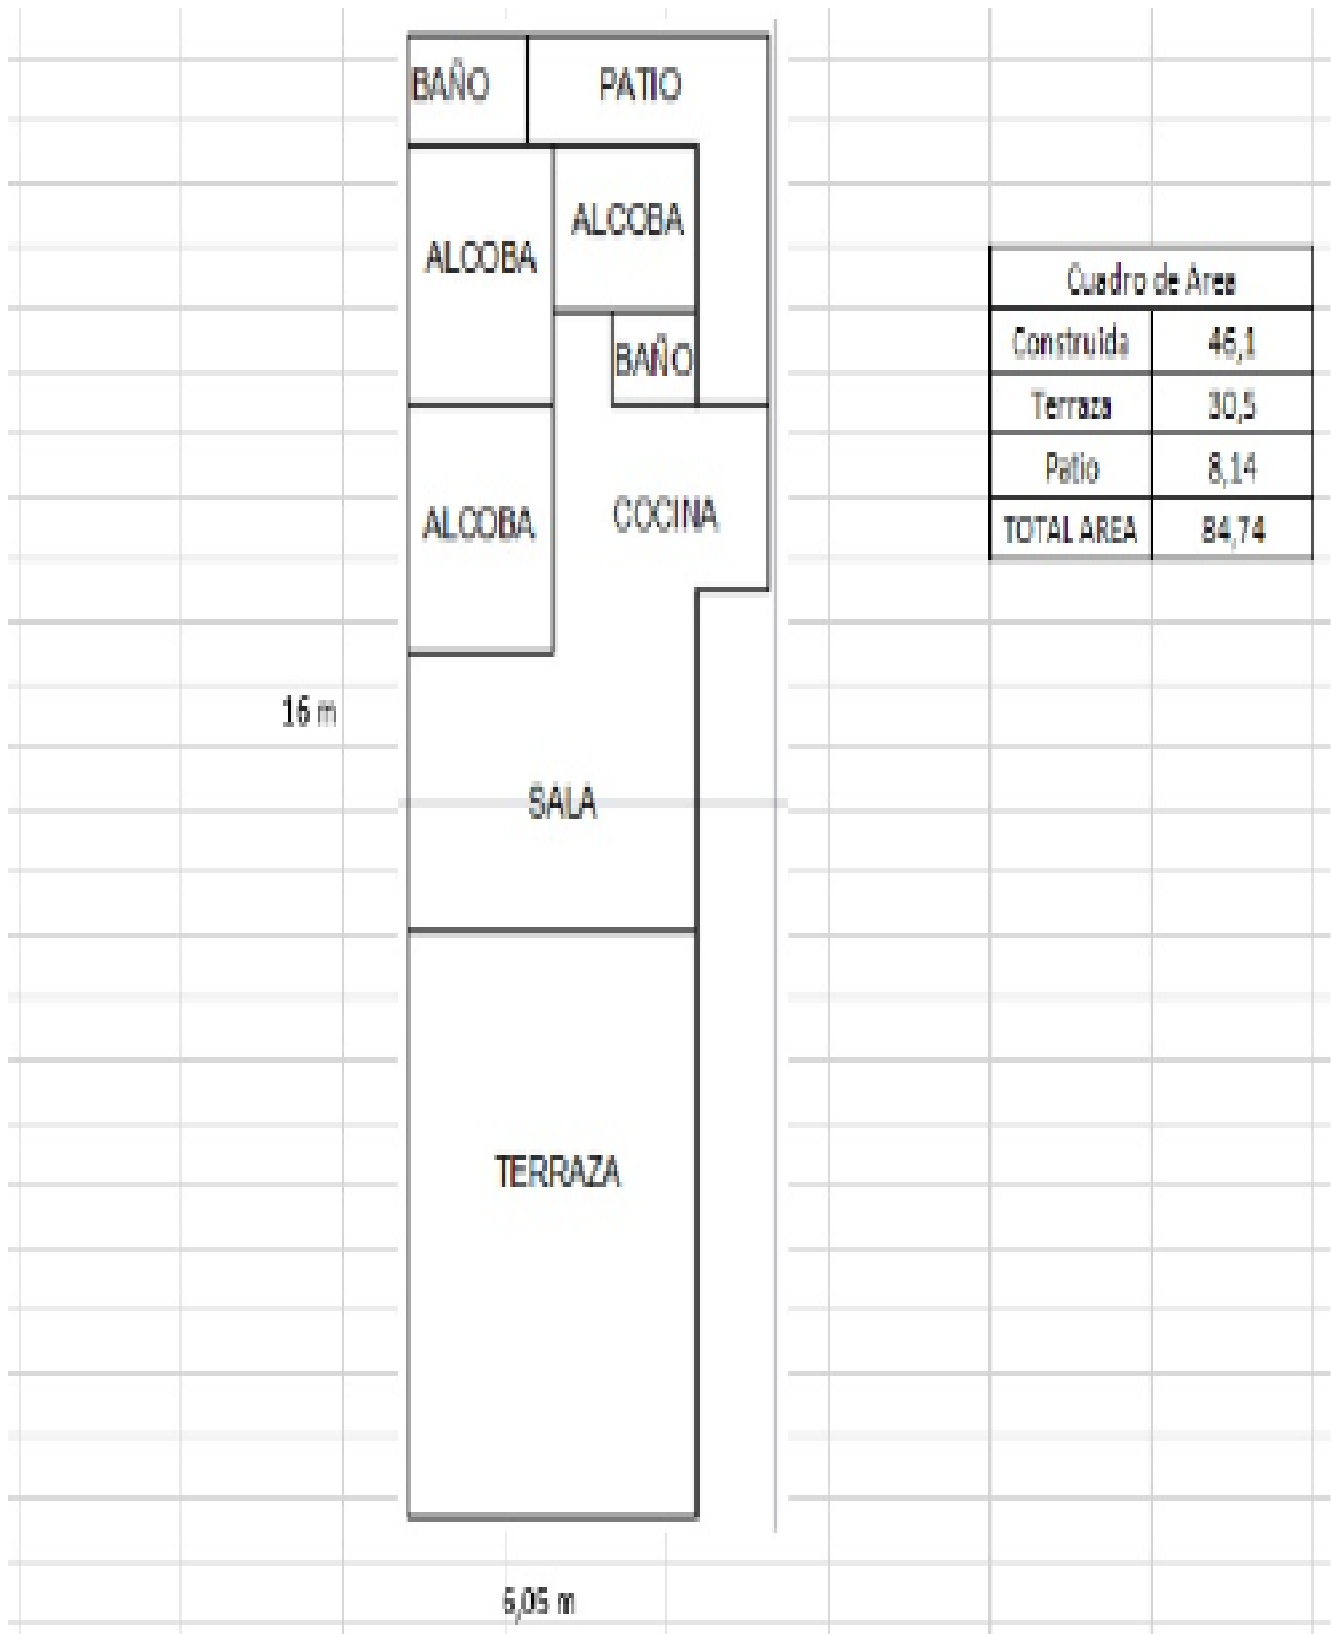 BAÑO
PATIO
ALCOBA
ALCOBA
BAÑO
ALCOBA
COCINA
16 m
SALA
TERRAZA
6,05 m
Cuadro de Area
Construida 46,1
Terraza 30,5
Patio 8,14
TOTAL AREA 84,74